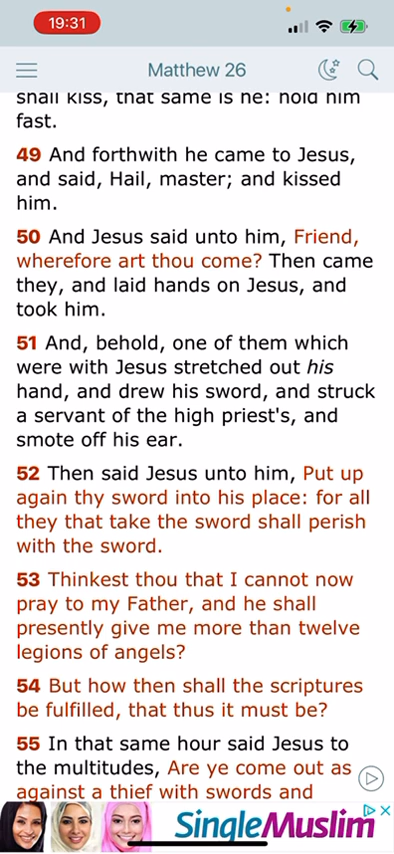 19:31
Matthew 26
shall kiss, that same is he: hold him
fast.
49 And forthwith he came to Jesus,
and said, Hail, master; and kissed
him.
50 And Jesus said unto him, Friend,
wherefore art thou come? Then came
they, and laid hands on Jesus, and
took him.
51 And, behold, one of them which
were with Jesus stretched out his
hand, and drew his sword, and struck
a servant of the high priest's, and
smote off his ear.
52 Then said Jesus unto him, Put up
again thy sword into his place: for all
they that take the sword shall perish
with the sword.
53 Thinkest thou that I cannot now
pray to my Father, and he shall
presently give me more than twelve
legions of angels?
54 But how then shall the scriptures
be fulfilled, that thus it must be?
55 In that same hour said Jesus to
the multitudes, Are ye come out as
against a thief with swords and
SingleMuslim